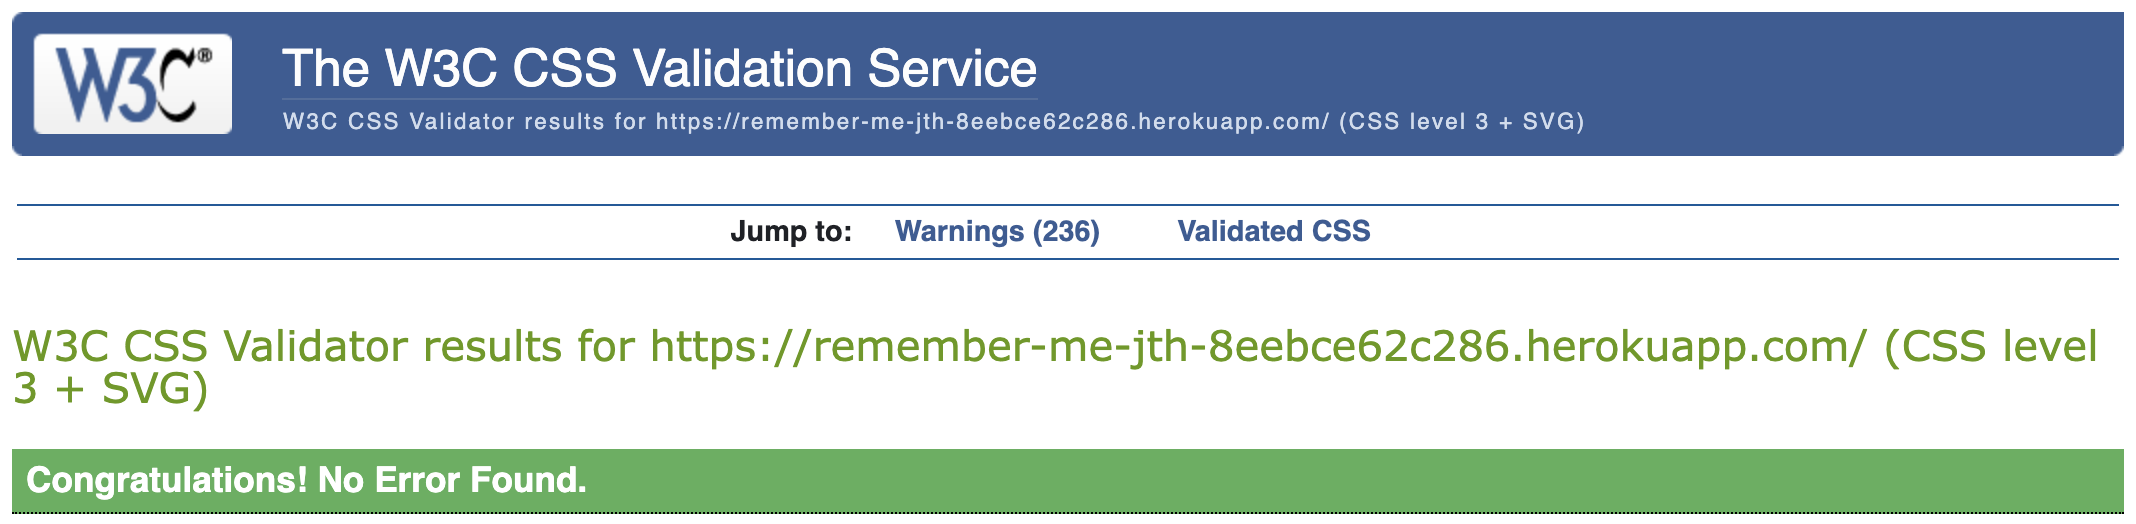 W3C®
The W3C CSS Validation Service
W3C CSS Validator results for https://remember-me-jth-8eebce62c286.herokuapp.com/ (CSS level 3 + SVG)
Jump to: Warnings (236) Validated CSS
W3C CSS Validator results for https://remember-me-jth-8eebce62c286.herokuapp.com/ (CSS level
3 + SVG)
Congratulations! No Error Found.